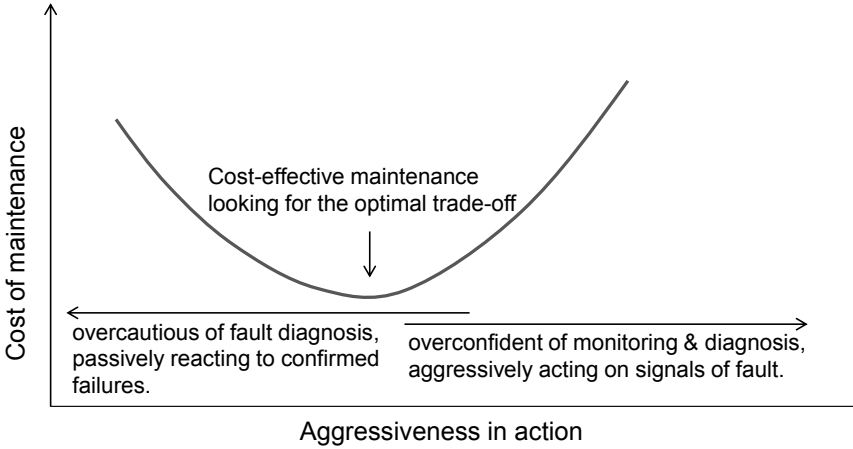 Cost of maintenance
Cost-effective maintenance
looking for the optimal trade-off
overcautious of fault diagnosis,
passively reacting to confirmed
failures.
overconfident of monitoring & diagnosis,
aggressively acting on signals of fault.
Aggressiveness in action